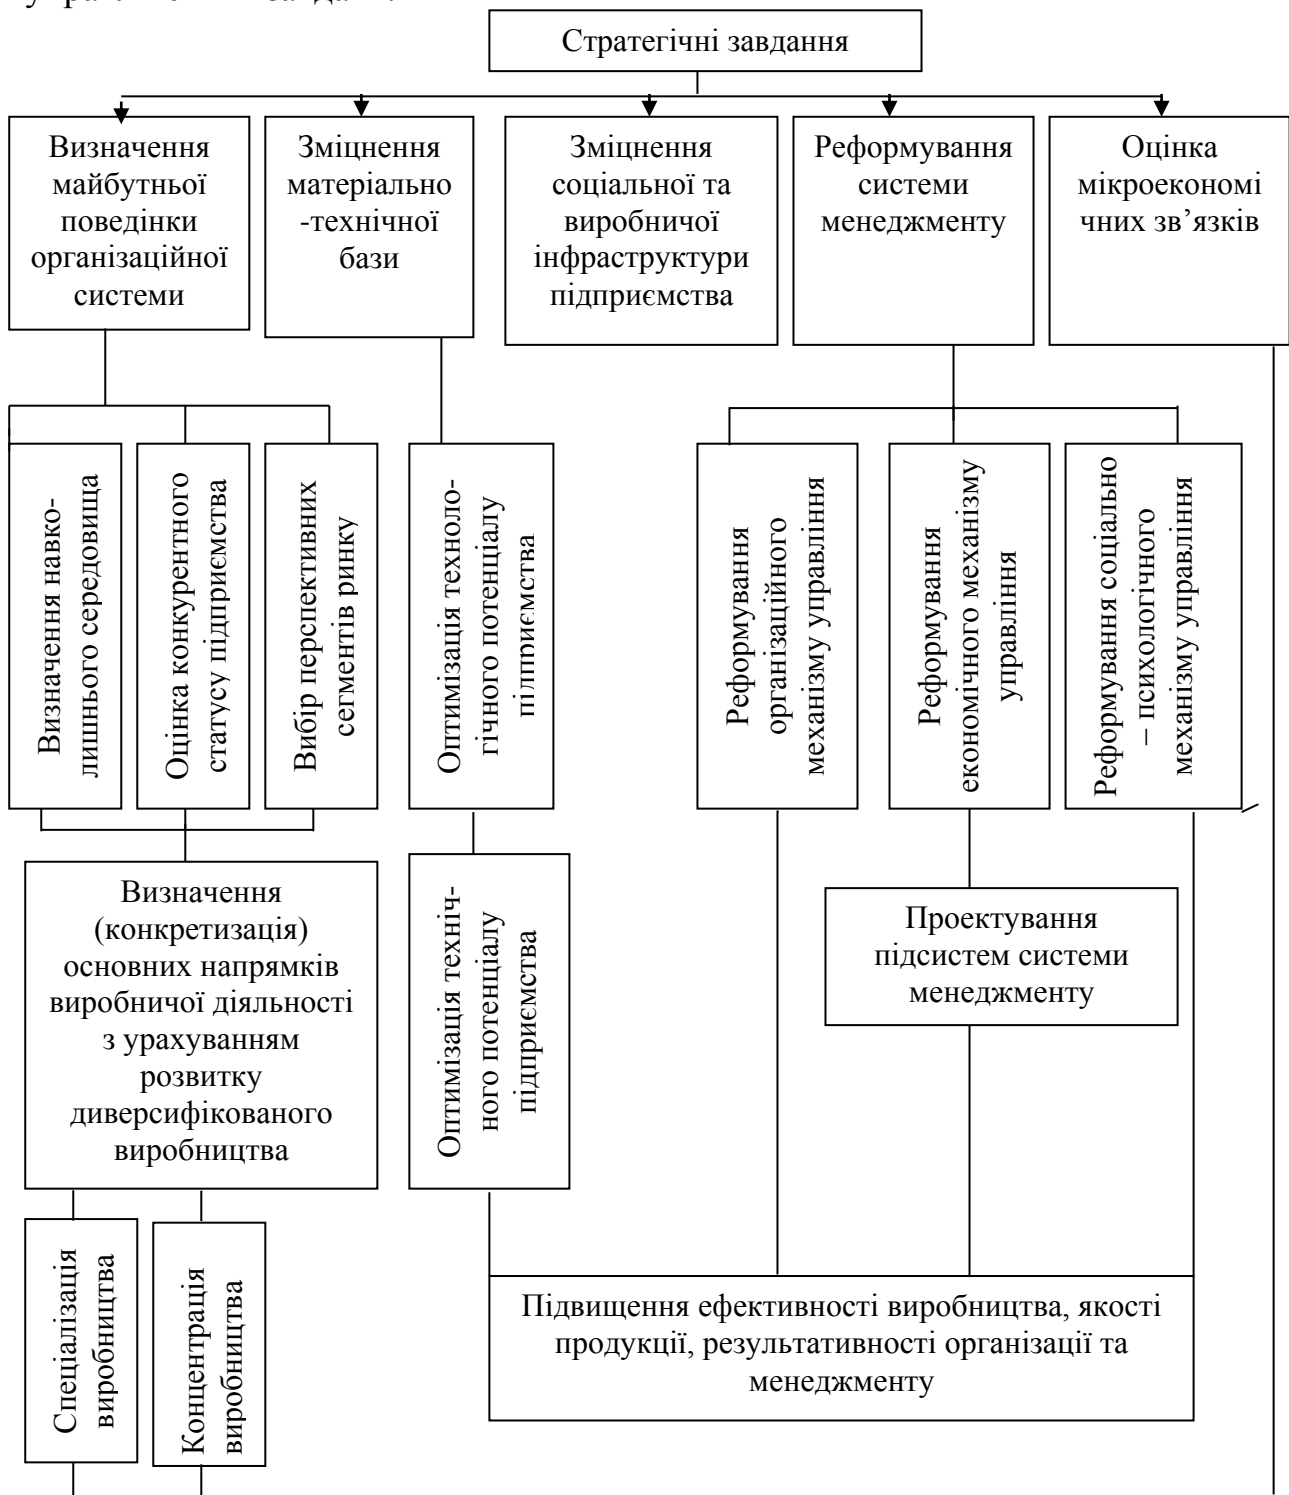 Стратегічні завдання
Визначення
майбутньої
поведінки
організаційної
системи
Зміцнення
матеріально
-технічної
бази
Зміцнення
соціальної та
виробничої
інфраструктури
підприємства
Реформування
системи
менеджменту
Оцінка
мікроекономі
чних зв’язків
Визначення навко-
лишнього середовища
Оцінка конкурентного
статусу підприємства
Вибір перспективних
сегментів ринку
Оптимізація техноло-
гічного потенціалу
підприємства
Реформування
організаційного
механізму управління
Реформування
економічного механізму
управління
Реформування соціально
– психологічного
механізму управління
Визначення
(конкретизація)
основних напрямків
виробничої діяльності
з урахуванням
розвитку
диверсифікованого
виробництва
Оптимізація техніч-
ного потенціалу
підприємства
Проектування
підсистем системи
менеджменту
Спеціалізація
виробництва
Концентрація
виробництва
Підвищення ефективності виробництва, якості
продукції, результативності організації та
менеджменту